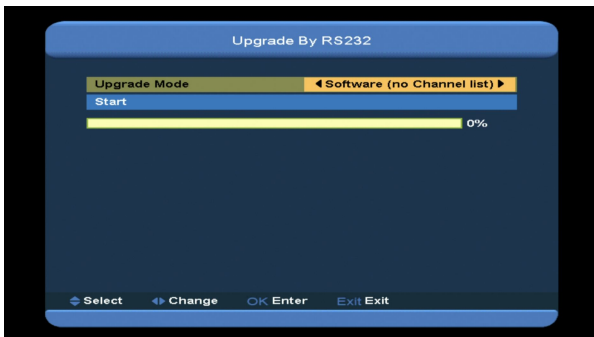 Upgrade By RS232
Upgrade Mode Software (no Channel list)
Start
0%
Select Change OK Enter Exit Exit